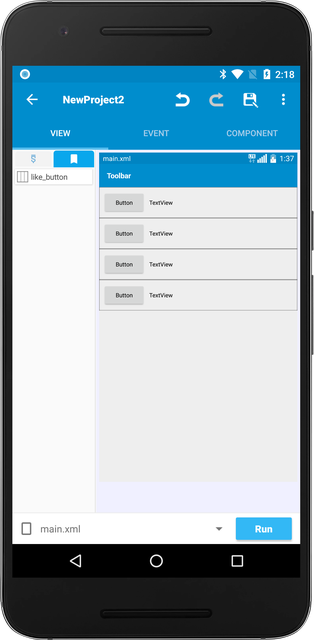 2:18
NewProject2
VIEW EVENT COMPONENT
main.xml 1:37
Toolbar
like_button
Button TextView
Button TextView
Button TextView
Button TextView
main.xml Run